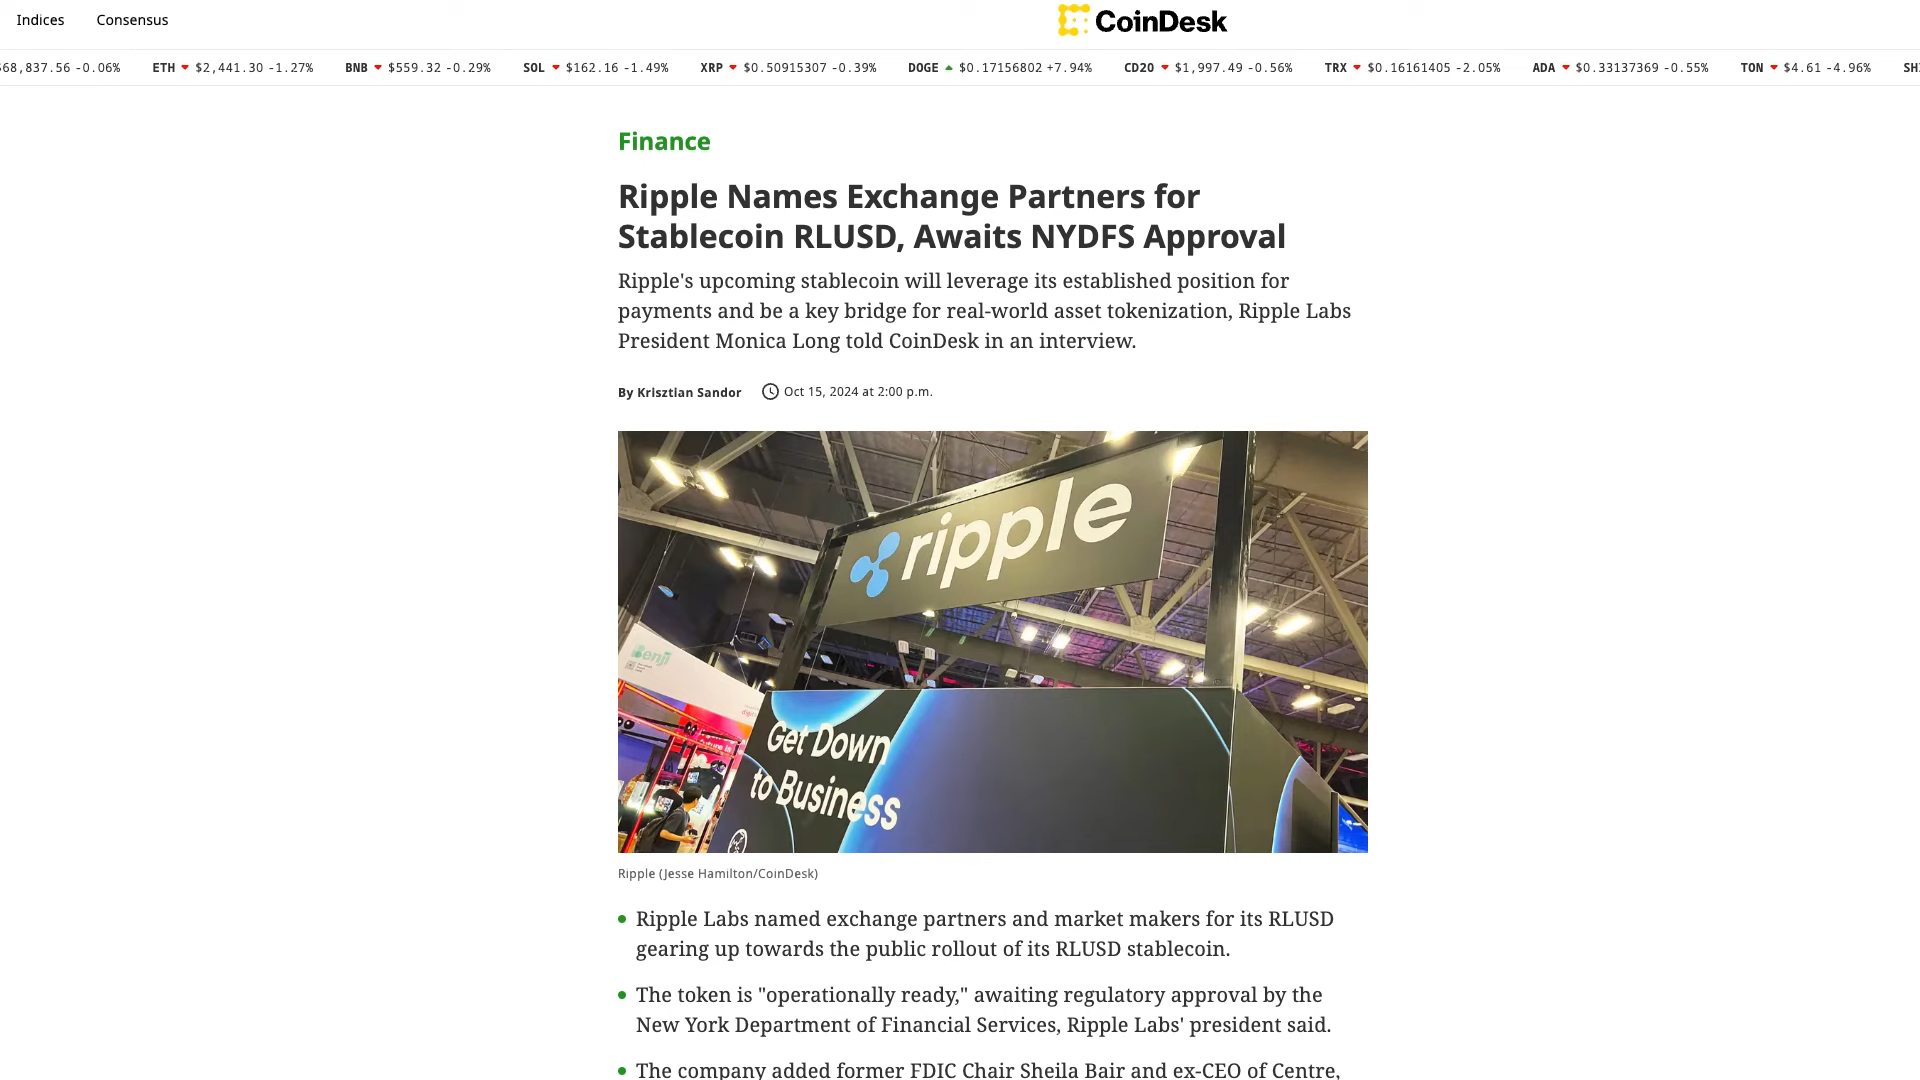 Indices
Consensus
CoinDesk
68,837.56 -0.06%
ETH $2,441.30 -1.27%
BNB $559.32 -0.29%
SOL $162.16 -1.49%
XRP $0.50915307 -0.39%
DOGE $0.17156802 +7.94%
CD20 $1,997.49 -0.56%
TRX $0.16161405 -2.05%
ADA $0.33137369 -0.55%
TON $4.61 -4.96%
Finance
Ripple Names Exchange Partners for
Stablecoin RLUSD, Awaits NYDFS Approval
Ripple's upcoming stablecoin will leverage its established position for
payments and be a key bridge for real-world asset tokenization, Ripple Labs
President Monica Long told CoinDesk in an interview.
By Krisztian Sandor
Oct 15, 2024 at 2:00 p.m.
ripple
Benji
Get Down
to Business
Ripple (Jesse Hamilton/CoinDesk)
Ripple Labs named exchange partners and market makers for its RLUSD
gearing up towards the public rollout of its RLUSD stablecoin.
The token is "operationally ready," awaiting regulatory approval by the
New York Department of Financial Services, Ripple Labs' president said.
The company added former FDIC Chair Sheila Bair and ex-CEO of Centre,